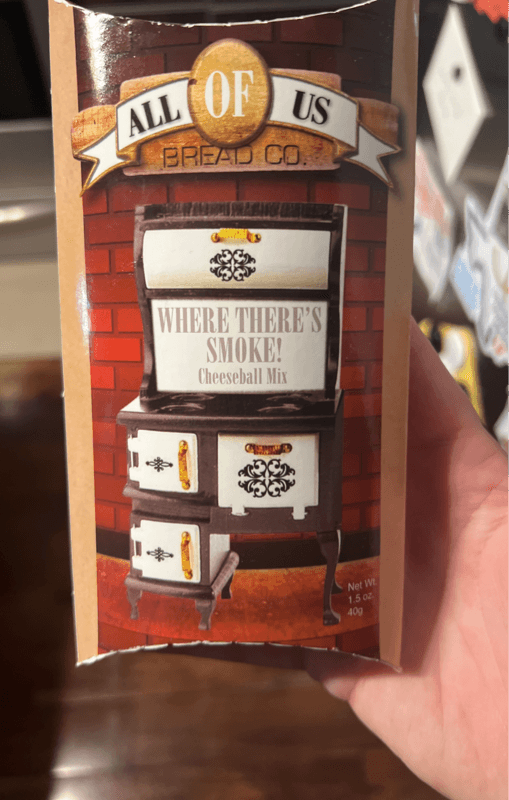 ALL OF US
BREAD CO.
WHERE THERE'S
SMOKE!
Cheeseball Mix
Net Wt.
1.5 oz.
40g